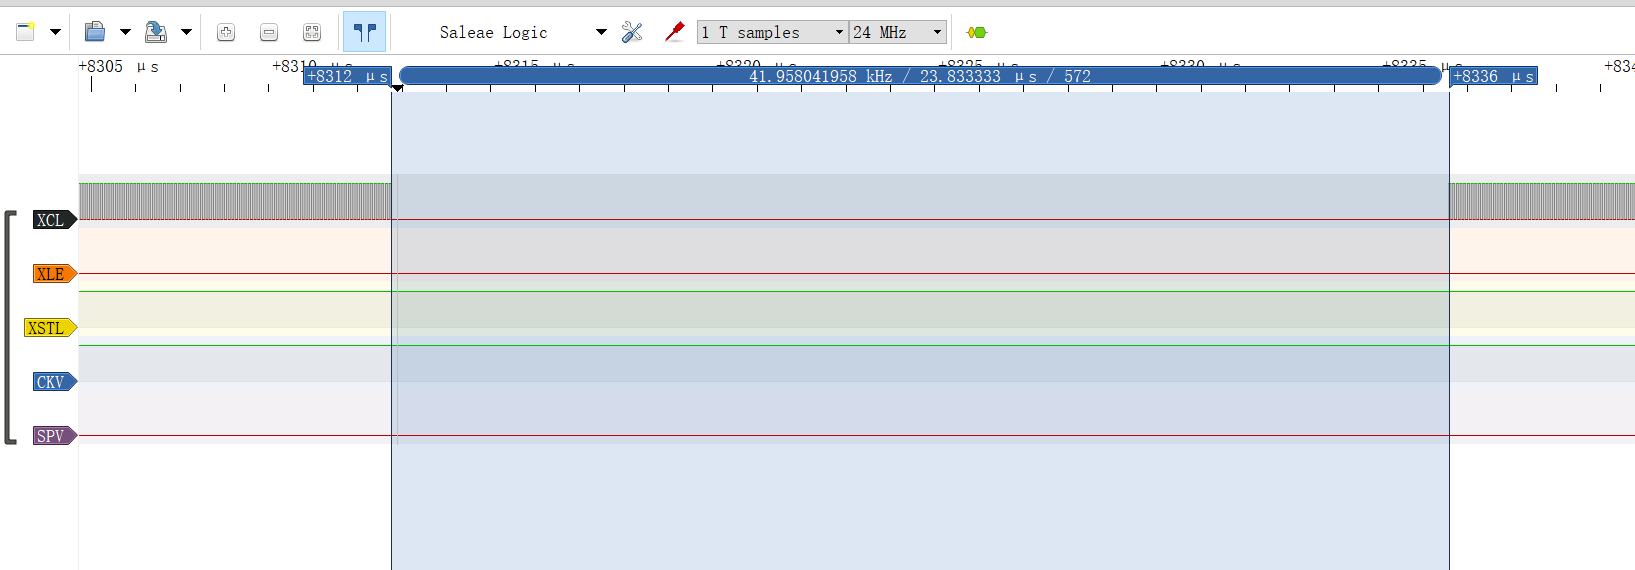 Saleae Logic 1 T samples 24 MHz
+8305 μs +8310 μs +8315 μs +8320 μs +8325 μs +8330 μs +8335 μs
+8312 μs 41.958041958 kHz / 23.833333 μs / 572 +8336 μs
XCL
XLE
XSTL
CKV
SPV